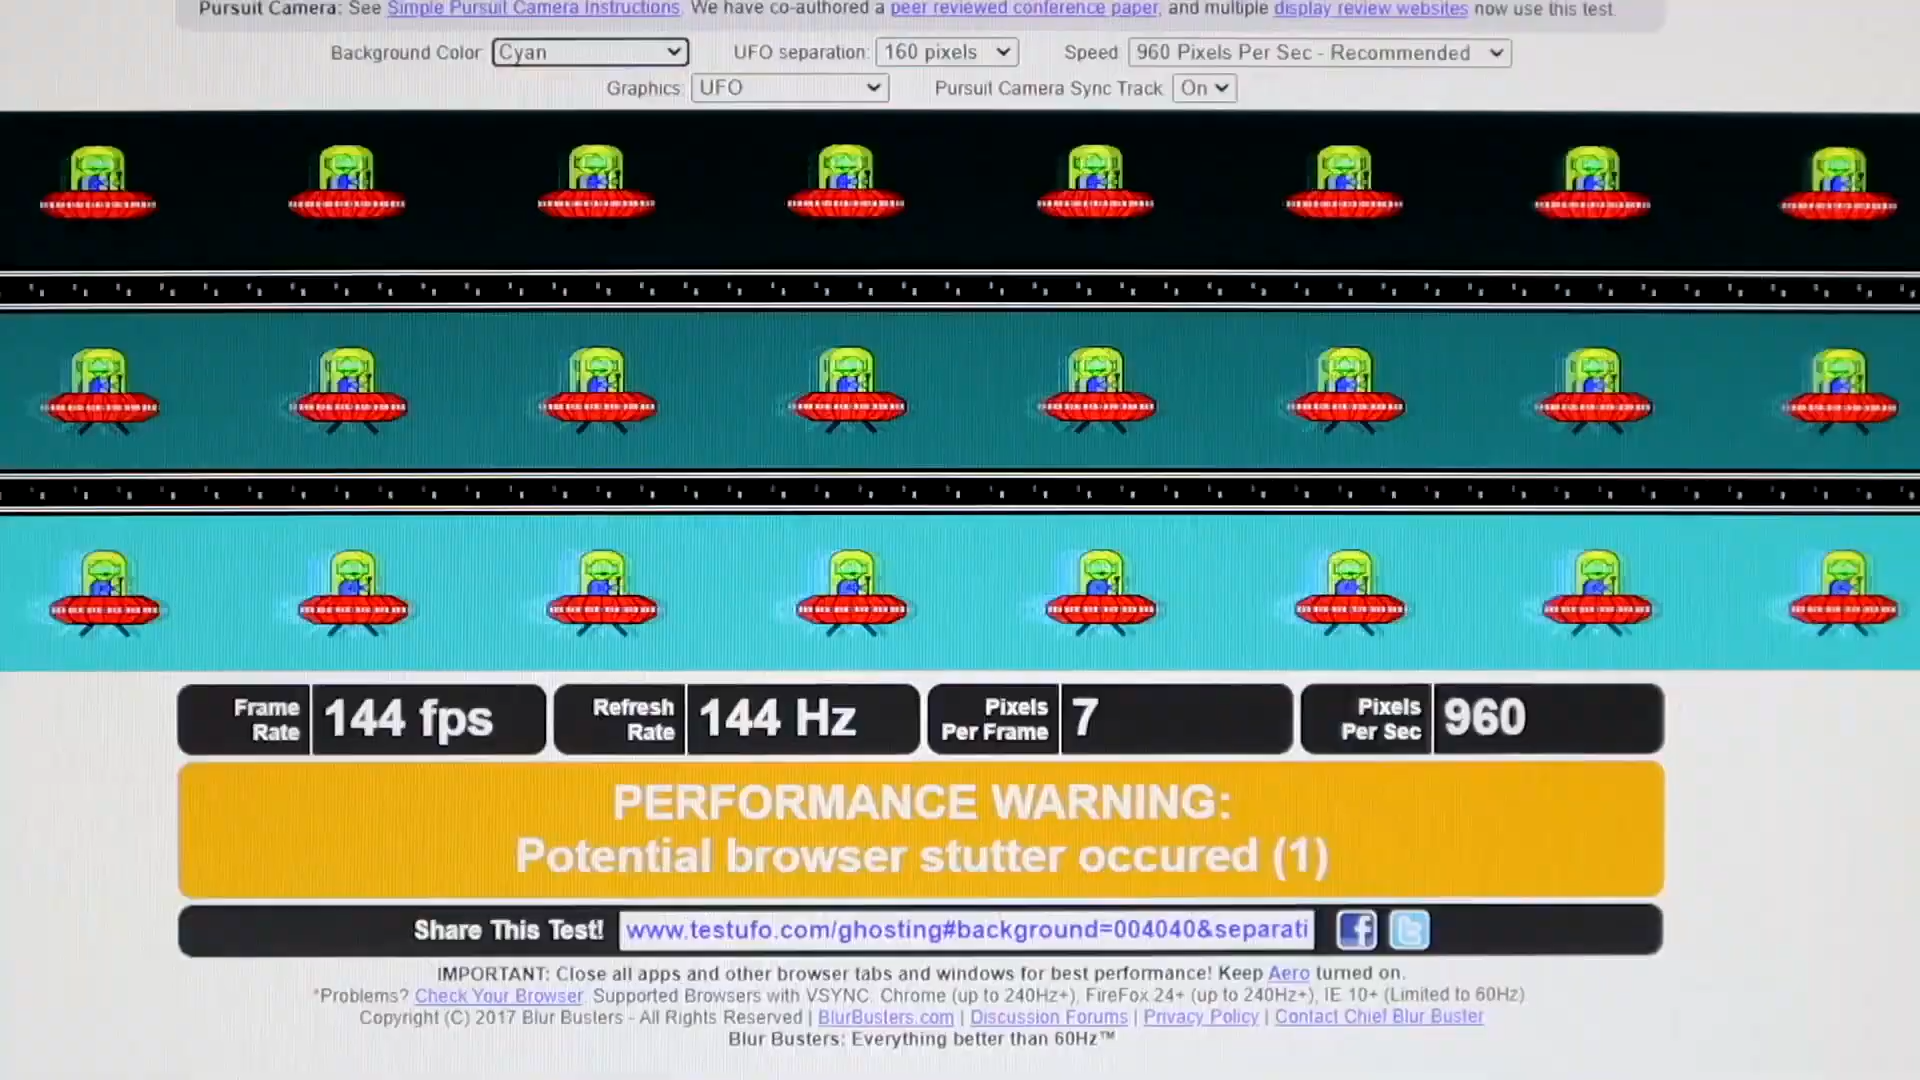 Pursuit Camera: See Simple Pursuit Camera Instructions. We have co-authored a peer reviewed conference paper, and multiple display review websites now use this test.
Background Color: Cyan UFO separation: 160 pixels Speed: 960 Pixels Per Sec - Recommended
Graphics: UFO Pursuit Camera Sync Track: On
Frame Rate 144 fps Refresh Rate 144 Hz Pixels Per Frame 7 Pixels Per Sec 960
PERFORMANCE WARNING:
Potential browser stutter occured (1)
Share This Test! www.testufo.com/ghosting#background=004040&separati
IMPORTANT: Close all apps and other browser tabs and windows for best performance! Keep Aero turned on.
*Problems? Check Your Browser. Supported Browsers with VSYNC: Chrome (up to 240Hz+), FireFox 24+ (up to 240Hz+), IE 10+ (Limited to 60Hz)
Copyright (C) 2017 Blur Busters - All Rights Reserved | BlurBusters.com | Discussion Forums | Privacy Policy | Contact Chief Blur Buster
Blur Busters: Everything better than 60Hz™